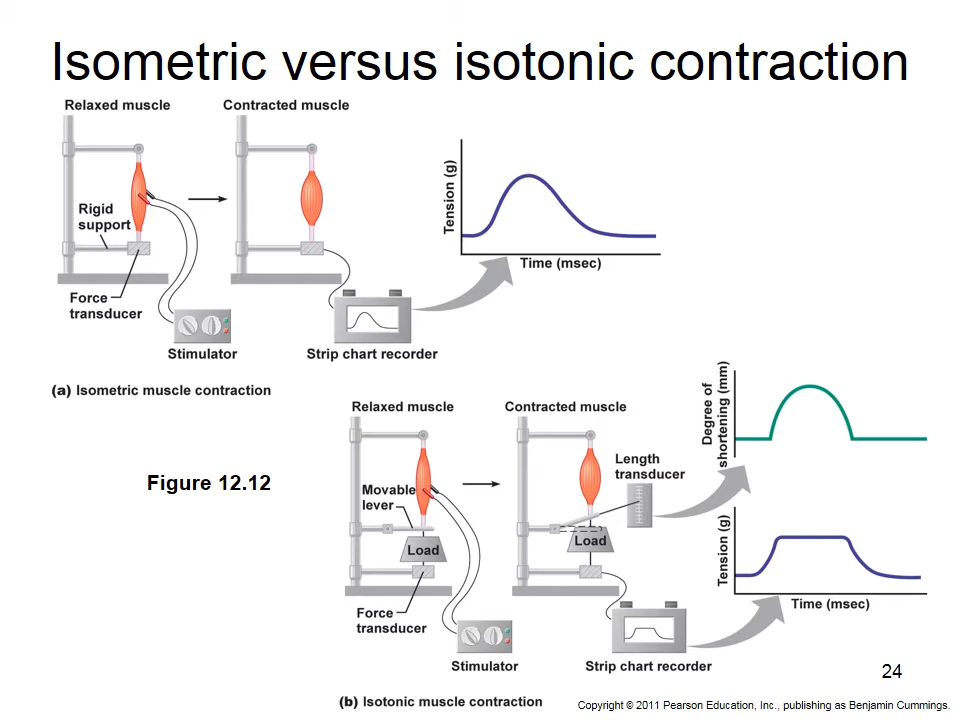 Isometric versus isotonic contraction
Relaxed muscle
Contracted muscle
Rigid
support
Force
transducer
Stimulator
Strip chart recorder
Tension (g)
Time (msec)
(a) Isometric muscle contraction
Figure 12.12
Relaxed muscle
Contracted muscle
Movable
lever
Load
Force
transducer
Stimulator
Length
transducer
Load
Strip chart recorder
Degree of
shortening (mm)
Tension (g)
Time (msec)
(b) Isotonic muscle contraction
24
Copyright © 2011 Pearson Education, Inc., publishing as Benjamin Cummings.